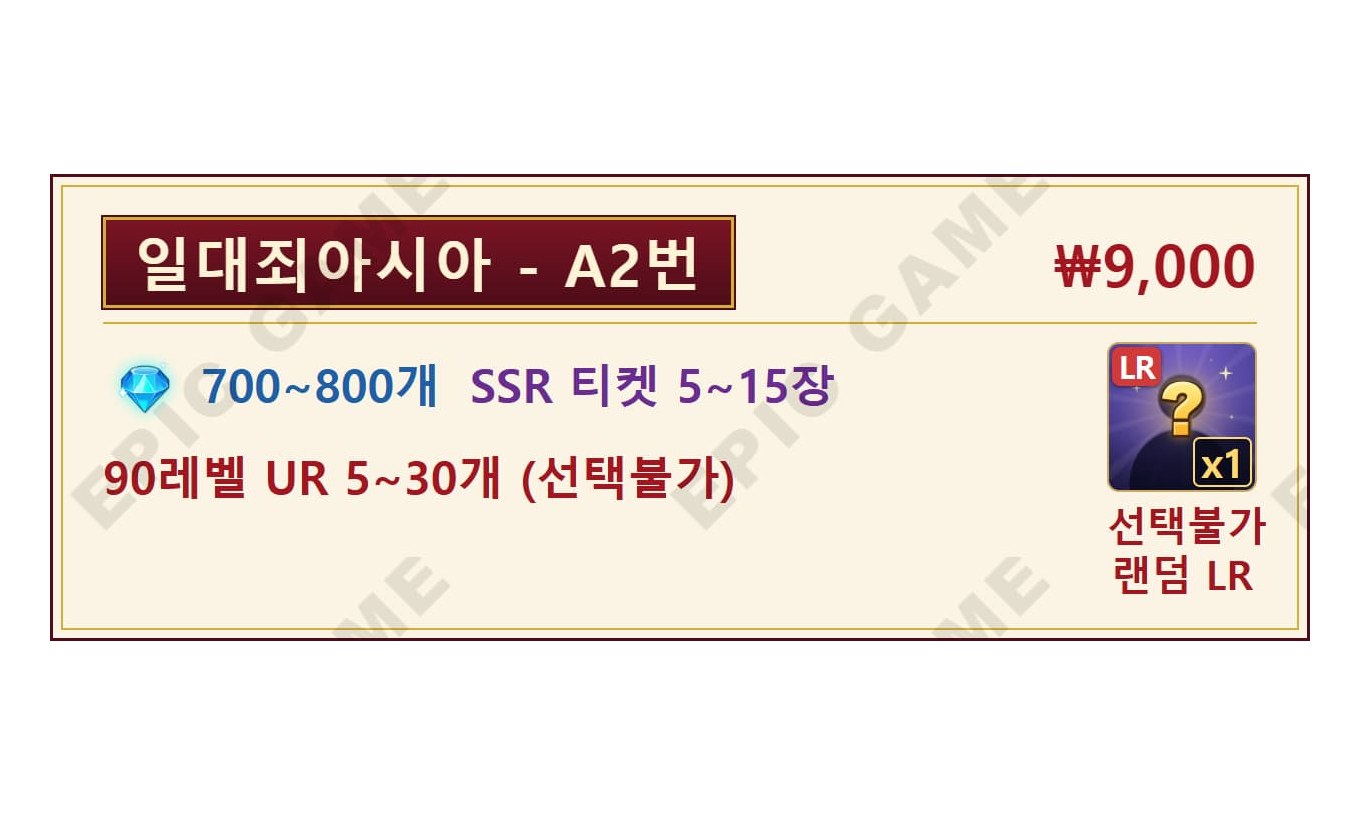 일대죄아시아 - A2번
₩9,000
700~800개 SSR 티켓 5~15장
90레벨 UR 5~30개 (선택불가)
LR
?
x1
선택불가
랜덤 LR
EPIC GAME
EPIC GAME